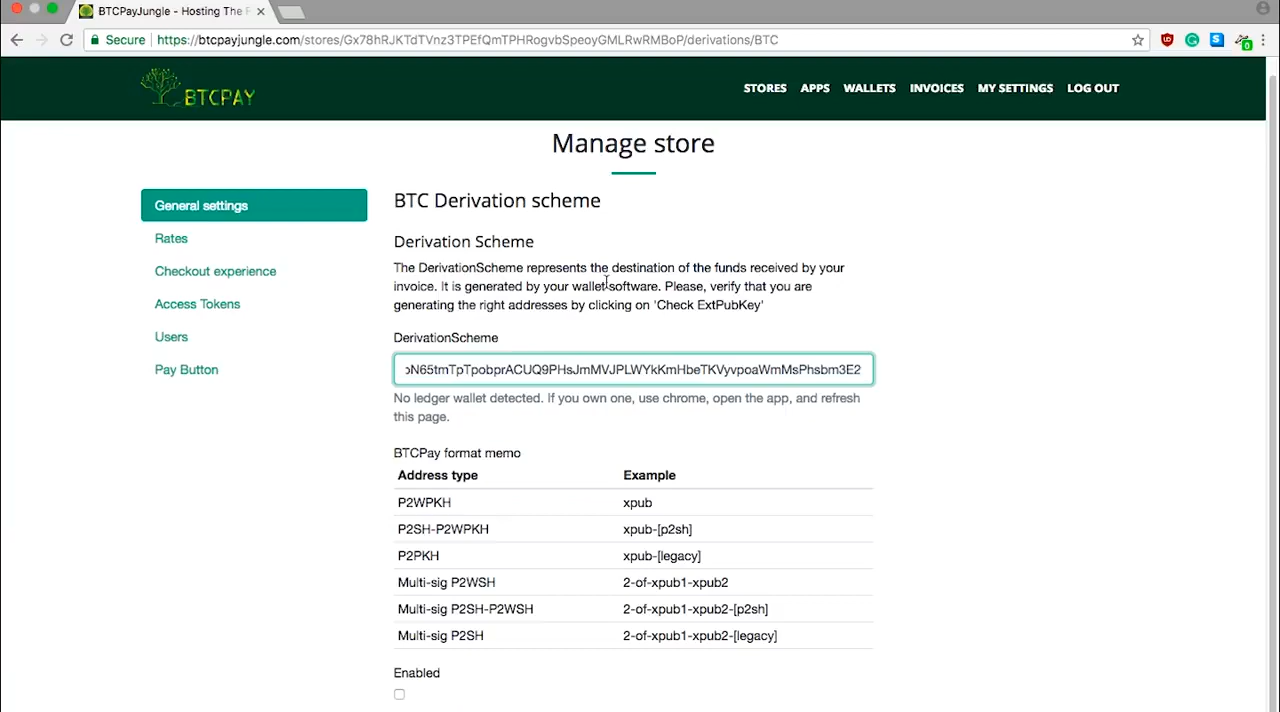 BTCPayJungle - Hosting The F
Secure https://btcpayjungle.com/stores/Gx78hRJKTdTVnz3TPEfQmTPHRogvbSpeoyGMLRwRMBoP/derivations/BTC
BTCPAY
STORES APPS WALLETS INVOICES MY SETTINGS LOG OUT
Manage store
General settings
Rates
Checkout experience
Access Tokens
Users
Pay Button
BTC Derivation scheme
Derivation Scheme
The DerivationScheme represents the destination of the funds received by your
invoice. It is generated by your wallet software. Please, verify that you are
generating the right addresses by clicking on 'Check ExtPubKey'
DerivationScheme
oN65tmTpTpobprACUQ9PHsJmMVJPLWYkKmHbeTKVyvpoaWmMsPhsbm3E2
No ledger wallet detected. If you own one, use chrome, open the app, and refresh
this page.
BTCPay format memo
Address type Example
P2WPKH xpub
P2SH-P2WPKH xpub-[p2sh]
P2PKH xpub-[legacy]
Multi-sig P2WSH 2-of-xpub1-xpub2
Multi-sig P2SH-P2WSH 2-of-xpub1-xpub2-[p2sh]
Multi-sig P2SH 2-of-xpub1-xpub2-[legacy]
Enabled